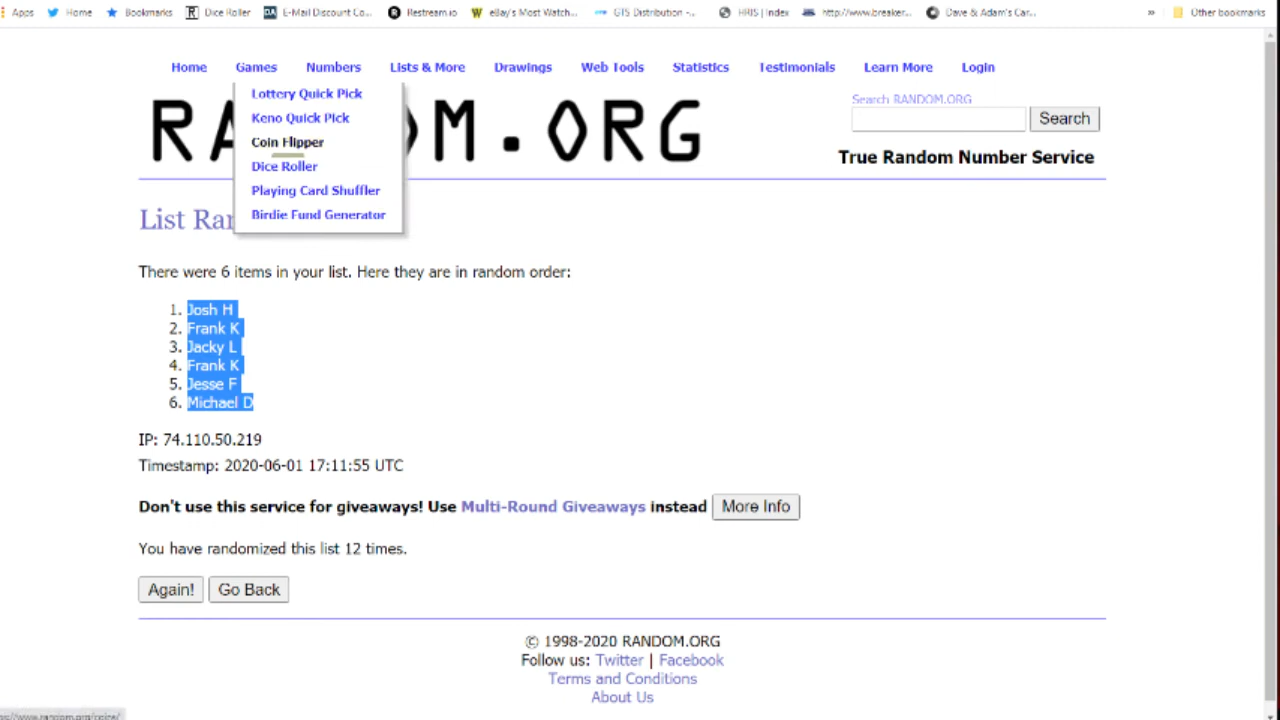 Apps Home Bookmarks Dice Roller E-Mail Discount Co... Restream.io eBay's Most Watch... GTS Distribution -... HRIS | Index http://www.breaker... Dave & Adam's Car... » Other bookmarks
Home Games Numbers Lists & More Drawings Web Tools Statistics Testimonials Learn More Login
Lottery Quick Pick
Keno Quick Pick
Coin Flipper
Dice Roller
Playing Card Shuffler
Birdie Fund Generator
RA OM.ORG
Search RANDOM.ORG
Search
True Random Number Service
List Ran
There were 6 items in your list. Here they are in random order:
1. Josh H
2. Frank K
3. Jacky L
4. Frank K
5. Jesse F
6. Michael D
IP: 74.110.50.219
Timestamp: 2020-06-01 17:11:55 UTC
Don't use this service for giveaways! Use Multi-Round Giveaways instead More Info
You have randomized this list 12 times.
Again! Go Back
© 1998-2020 RANDOM.ORG
Follow us: Twitter | Facebook
Terms and Conditions
About Us